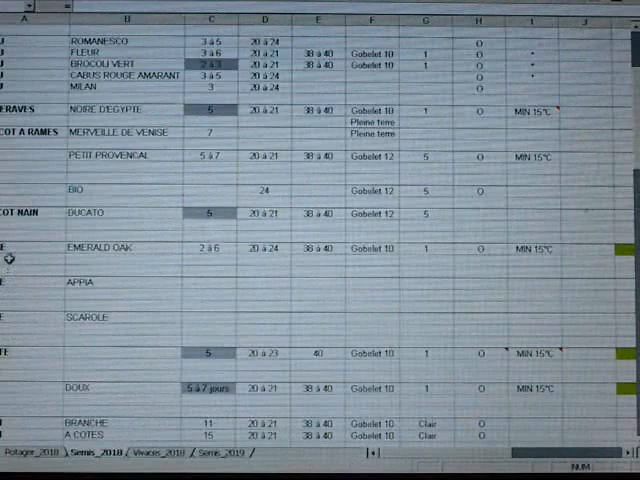 A B C D E F G H I J
U ROMANESCO 3 à 5 20 à 24 O
U FLEUR 3 à 6 20 à 21 38 à 40 Gobelet 10 1 O *
U BROCOLI VERT 2 à 3 20 à 21 38 à 40 Gobelet 10 1 O *
U CABUS ROUGE AMARANT 3 à 5 20 à 24 *
U MILAN 3 20 à 24 O
ERAVES NOIRE D'EGYPTE 5 20 à 21 38 à 40 Gobelet 10 1 O MIN 15°C
Pleine terre
COT A RAMES MERVEILLE DE VENISE 7 Pleine terre
PETIT PROVENCAL 5 à 7 20 à 21 38 à 40 Gobelet 12 5 O MIN 15°C
BIO 24 Gobelet 12 5 O
COT NAIN DUCATO 5 20 à 21 38 à 40 Gobelet 12 5
E EMERALD OAK 2 à 6 20 à 24 38 à 40 Gobelet 10 1 O MIN 15°C
E APPIA
E SCAROLE
TE 5 20 à 23 40 Gobelet 10 1 O MIN 15°C
DOUX 5 à 7 jours 20 à 21 38 à 40 Gobelet 10 1 O MIN 15°C
BRANCHE 11 20 à 21 38 à 40 Gobelet 10 Clair O
A COTES 15 20 à 21 38 à 40 Gobelet 10 Clair O
Potager_2018 Semis_2018 Vivaces_2018 Semis_2019
NUM